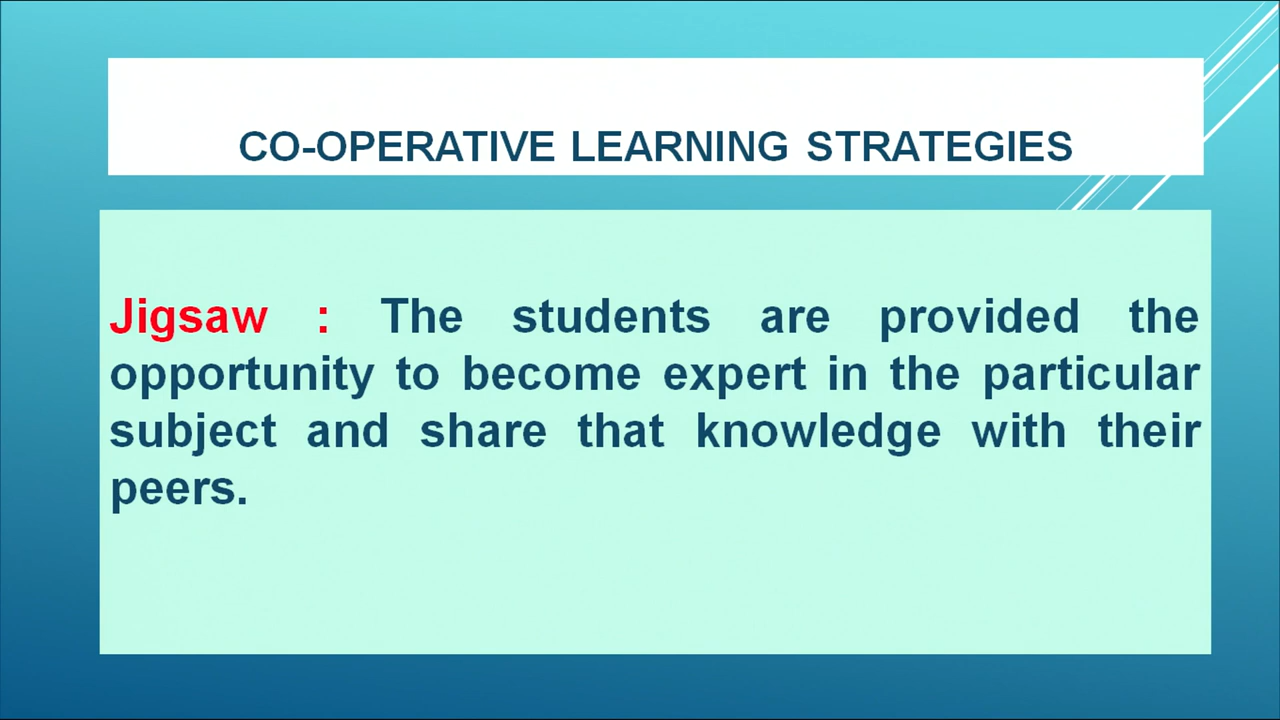 CO-OPERATIVE LEARNING STRATEGIES
Jigsaw : The students are provided the
opportunity to become expert in the particular
subject and share that knowledge with their
peers.